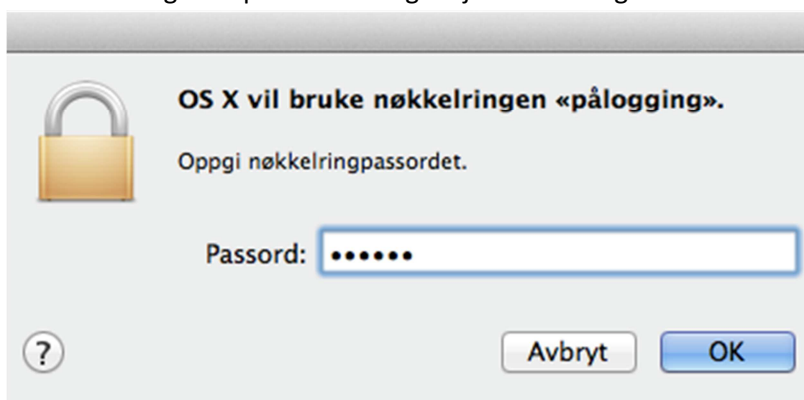 OS X vil bruke nøkkelringen «pålogging».
Oppgi nøkkelringpassordet.
Passord: ••••••
? Avbryt OK